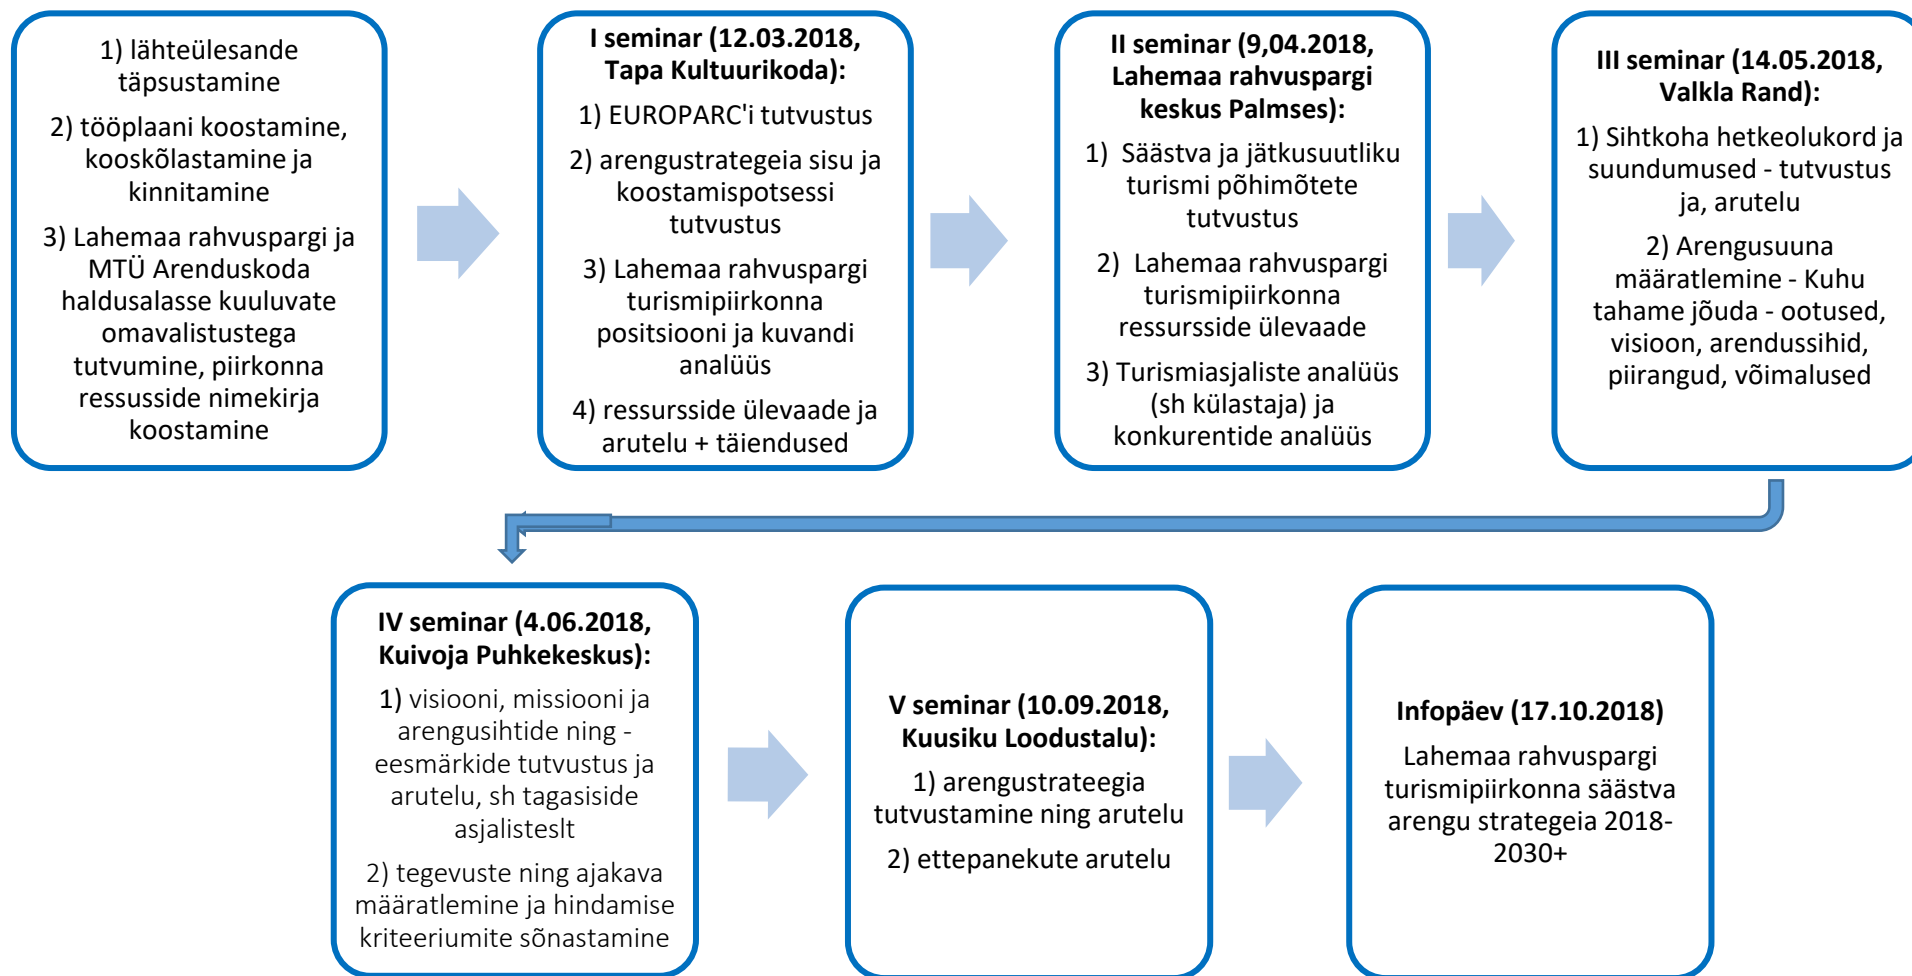 1) lähteülesande
täpsustamine
2) tööplaani koostamine,
kooskõlastamine ja
kinnitamine
3) Lahemaa rahvuspargi ja
MTÜ Arenduskoda
haldusalasse kuuluvate
omavalistustega
tutvumine, piirkonna
ressusside nimekirja
koostamine
I seminar (12.03.2018,
Tapa Kultuurikoda):
1) EUROPARC'i tutvustus
2) arengustrategeia sisu ja
koostamispotsessi
tutvustus
3) Lahemaa rahvuspargi
turismipiirkonna
positsiooni ja kuvandi
analüüs
4) ressursside ülevaade ja
arutelu + täiendused
II seminar (9,04.2018,
Lahemaa rahvuspargi
keskus Palmses):
1) Säästva ja jätkusuutliku
turismi põhimõtete
tutvustus
2) Lahemaa rahvuspargi
turismipiirkonna
ressursside ülevaade
3) Turismiasjaliste analüüs
(sh külastaja) ja
konkurentide analüüs
III seminar (14.05.2018,
Valkla Rand):
1) Sihtkoha hetkeolukord ja
suundumused - tutvustus
ja, arutelu
2) Arengusuuna
määratlemine - Kuhu
tahame jõuda - ootused,
visioon, arendussihid,
piirangud, võimalused
IV seminar (4.06.2018,
Kuivoja Puhkekeskus):
1) visiooni, missiooni ja
arengusihtide ning -
eesmärkide tutvustus ja
arutelu, sh tagasiside
asjalisteslt
2) tegevuste ning ajakava
määratlemine ja hindamise
kriteeriumite sõnastamine
V seminar (10.09.2018,
Kuusiku Loodustalu):
1) arengustrateegia
tutvustamine ning arutelu
2) ettepanekute arutelu
Infopäev (17.10.2018)
Lahemaa rahvuspargi
turismipiirkonna säästva
arengu strategeia 2018-
2030+